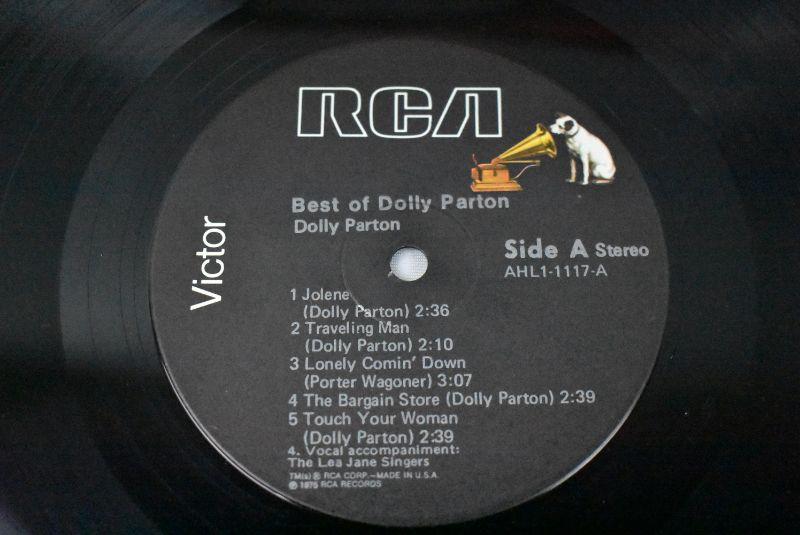 RCA
Victor
Best of Dolly Parton
Dolly Parton
Side A Stereo
AHL1-1117-A
1 Jolene
(Dolly Parton) 2:36
2 Traveling Man
(Dolly Parton) 2:10
3 Lonely Comin' Down
(Porter Wagoner) 3:07
4 The Bargain Store (Dolly Parton) 2:39
5 Touch Your Woman
(Dolly Parton) 2:39
4. Vocal accompaniment:
The Lea Jane Singers
TM(s) ® RCA CORP.—MADE IN U.S.A.
℗ 1975 RCA RECORDS